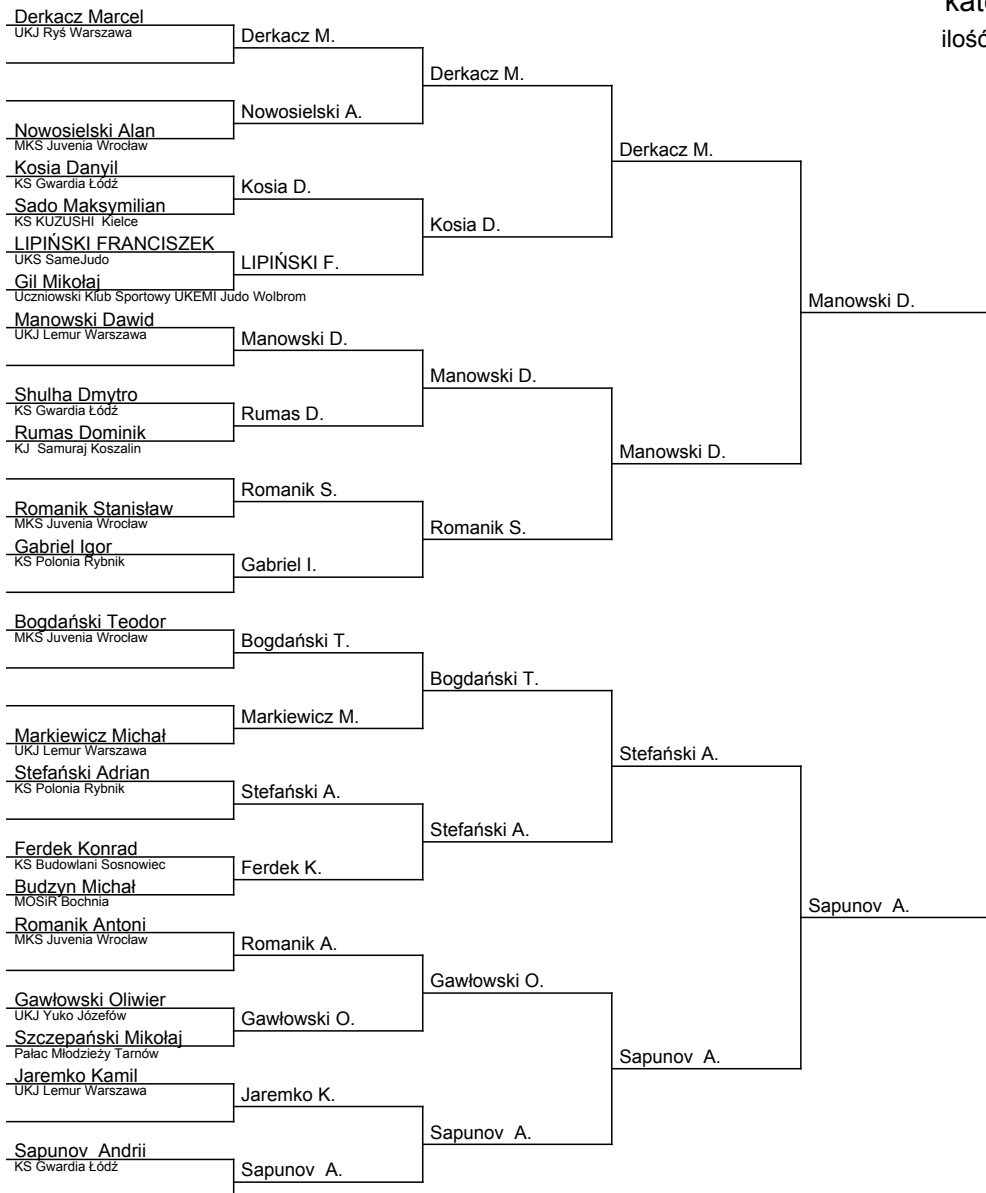 kate
ilość
Derkacz Marcel
UKJ Ryś Warszawa
Nowosielski Alan
MKS Juvenia Wrocław
Kosia Danyil
KS Gwardia Łódź
Sado Maksymilian
KS KUZUSHI Kielce
LIPIŃSKI FRANCISZEK
UKS SameJudo
Gil Mikołaj
Uczniowski Klub Sportowy UKEMI Judo Wolbrom
Manowski Dawid
UKJ Lemur Warszawa
Shulha Dmytro
KS Gwardia Łódź
Rumas Dominik
KJ Samuraj Koszalin
Romanik Stanisław
MKS Juvenia Wrocław
Gabriel Igor
KS Polonia Rybnik
Bogdański Teodor
MKS Juvenia Wrocław
Markiewicz Michał
UKJ Lemur Warszawa
Stefański Adrian
KS Polonia Rybnik
Ferdek Konrad
KS Budowlani Sosnowiec
Budzyn Michał
MOSiR Bochnia
Romanik Antoni
MKS Juvenia Wrocław
Gawłowski Oliwier
UKJ Yuko Józefów
Szczepański Mikołaj
Pałac Młodzieży Tarnów
Jaremko Kamil
UKJ Lemur Warszawa
Sapunov Andrii
KS Gwardia Łódź
Derkacz M.
Nowosielski A.
Kosia D.
LIPIŃSKI F.
Manowski D.
Rumas D.
Romanik S.
Gabriel I.
Bogdański T.
Markiewicz M.
Stefański A.
Ferdek K.
Romanik A.
Gawłowski O.
Jaremko K.
Sapunov A.
Derkacz M.
Kosia D.
Manowski D.
Romanik S.
Bogdański T.
Stefański A.
Gawłowski O.
Sapunov A.
Derkacz M.
Manowski D.
Stefański A.
Sapunov A.
Manowski D.
Sapunov A.